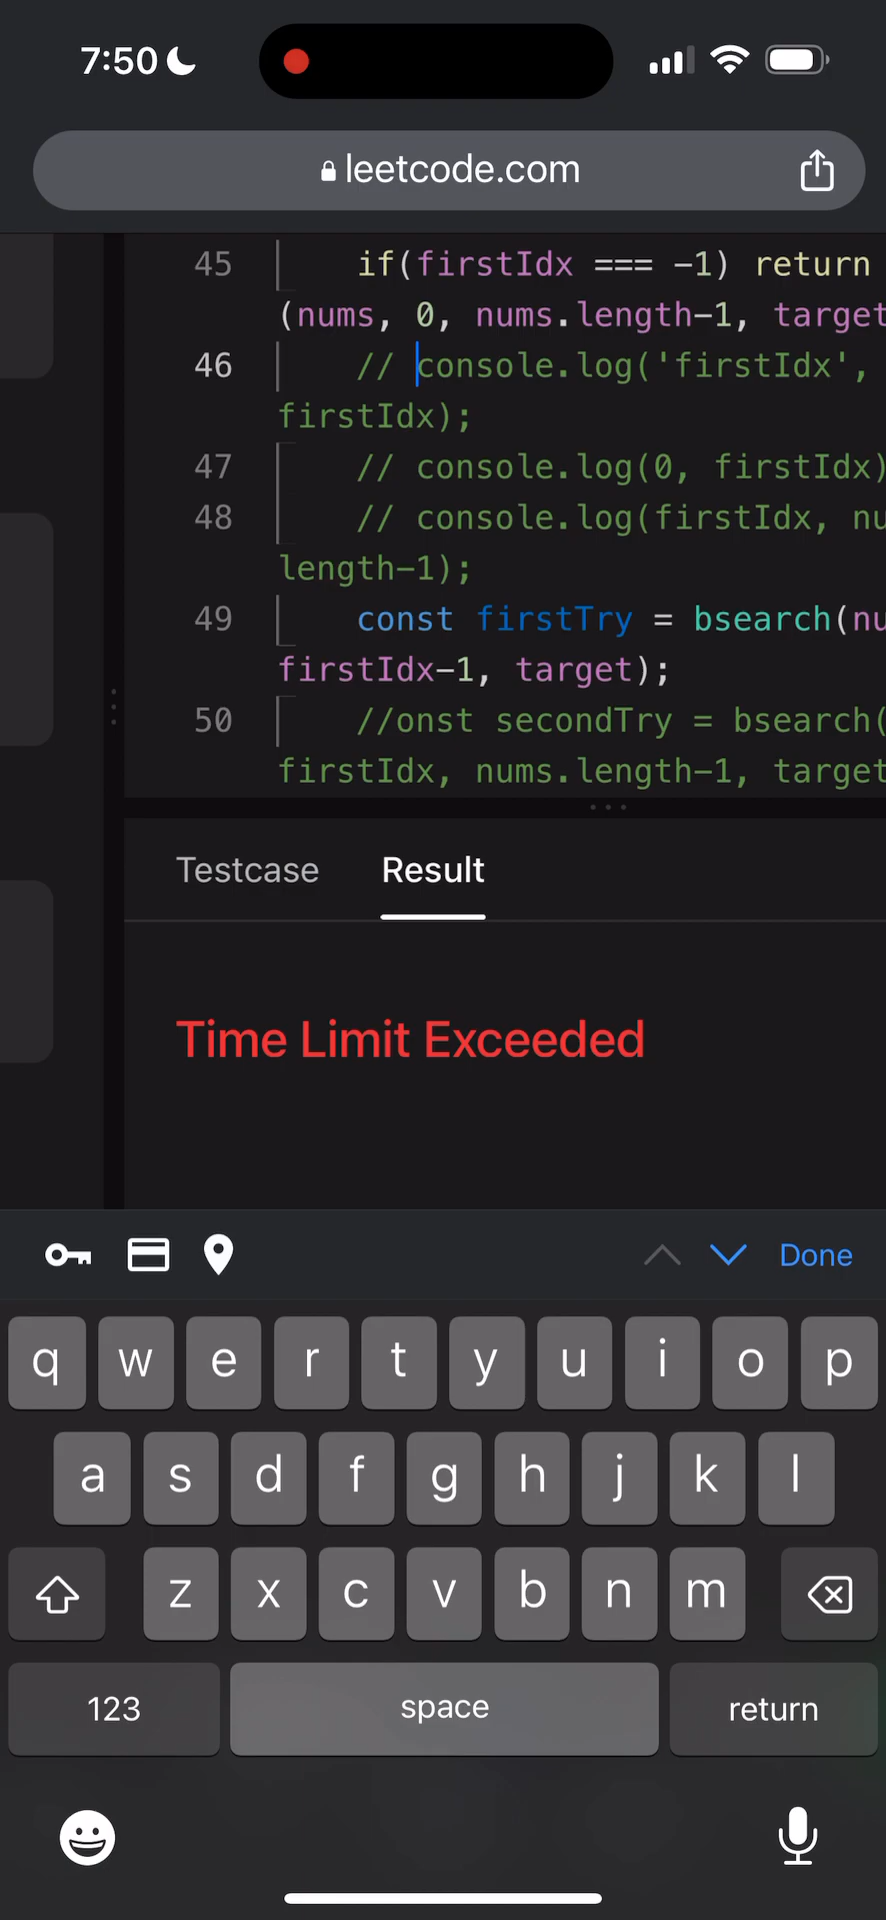 7:50
leetcode.com
45 if(firstIdx === -1) return
(nums, 0, nums.length-1, target
46 // console.log('firstIdx',
firstIdx);
47 // console.log(0, firstIdx)
48 // console.log(firstIdx, nu
length-1);
49 const firstTry = bsearch(nu
firstIdx-1, target);
50 //onst secondTry = bsearch(
firstIdx, nums.length-1, target
Testcase Result
Time Limit Exceeded
Done
q w e r t y u i o p
a s d f g h j k l
z x c v b n m
123 space return